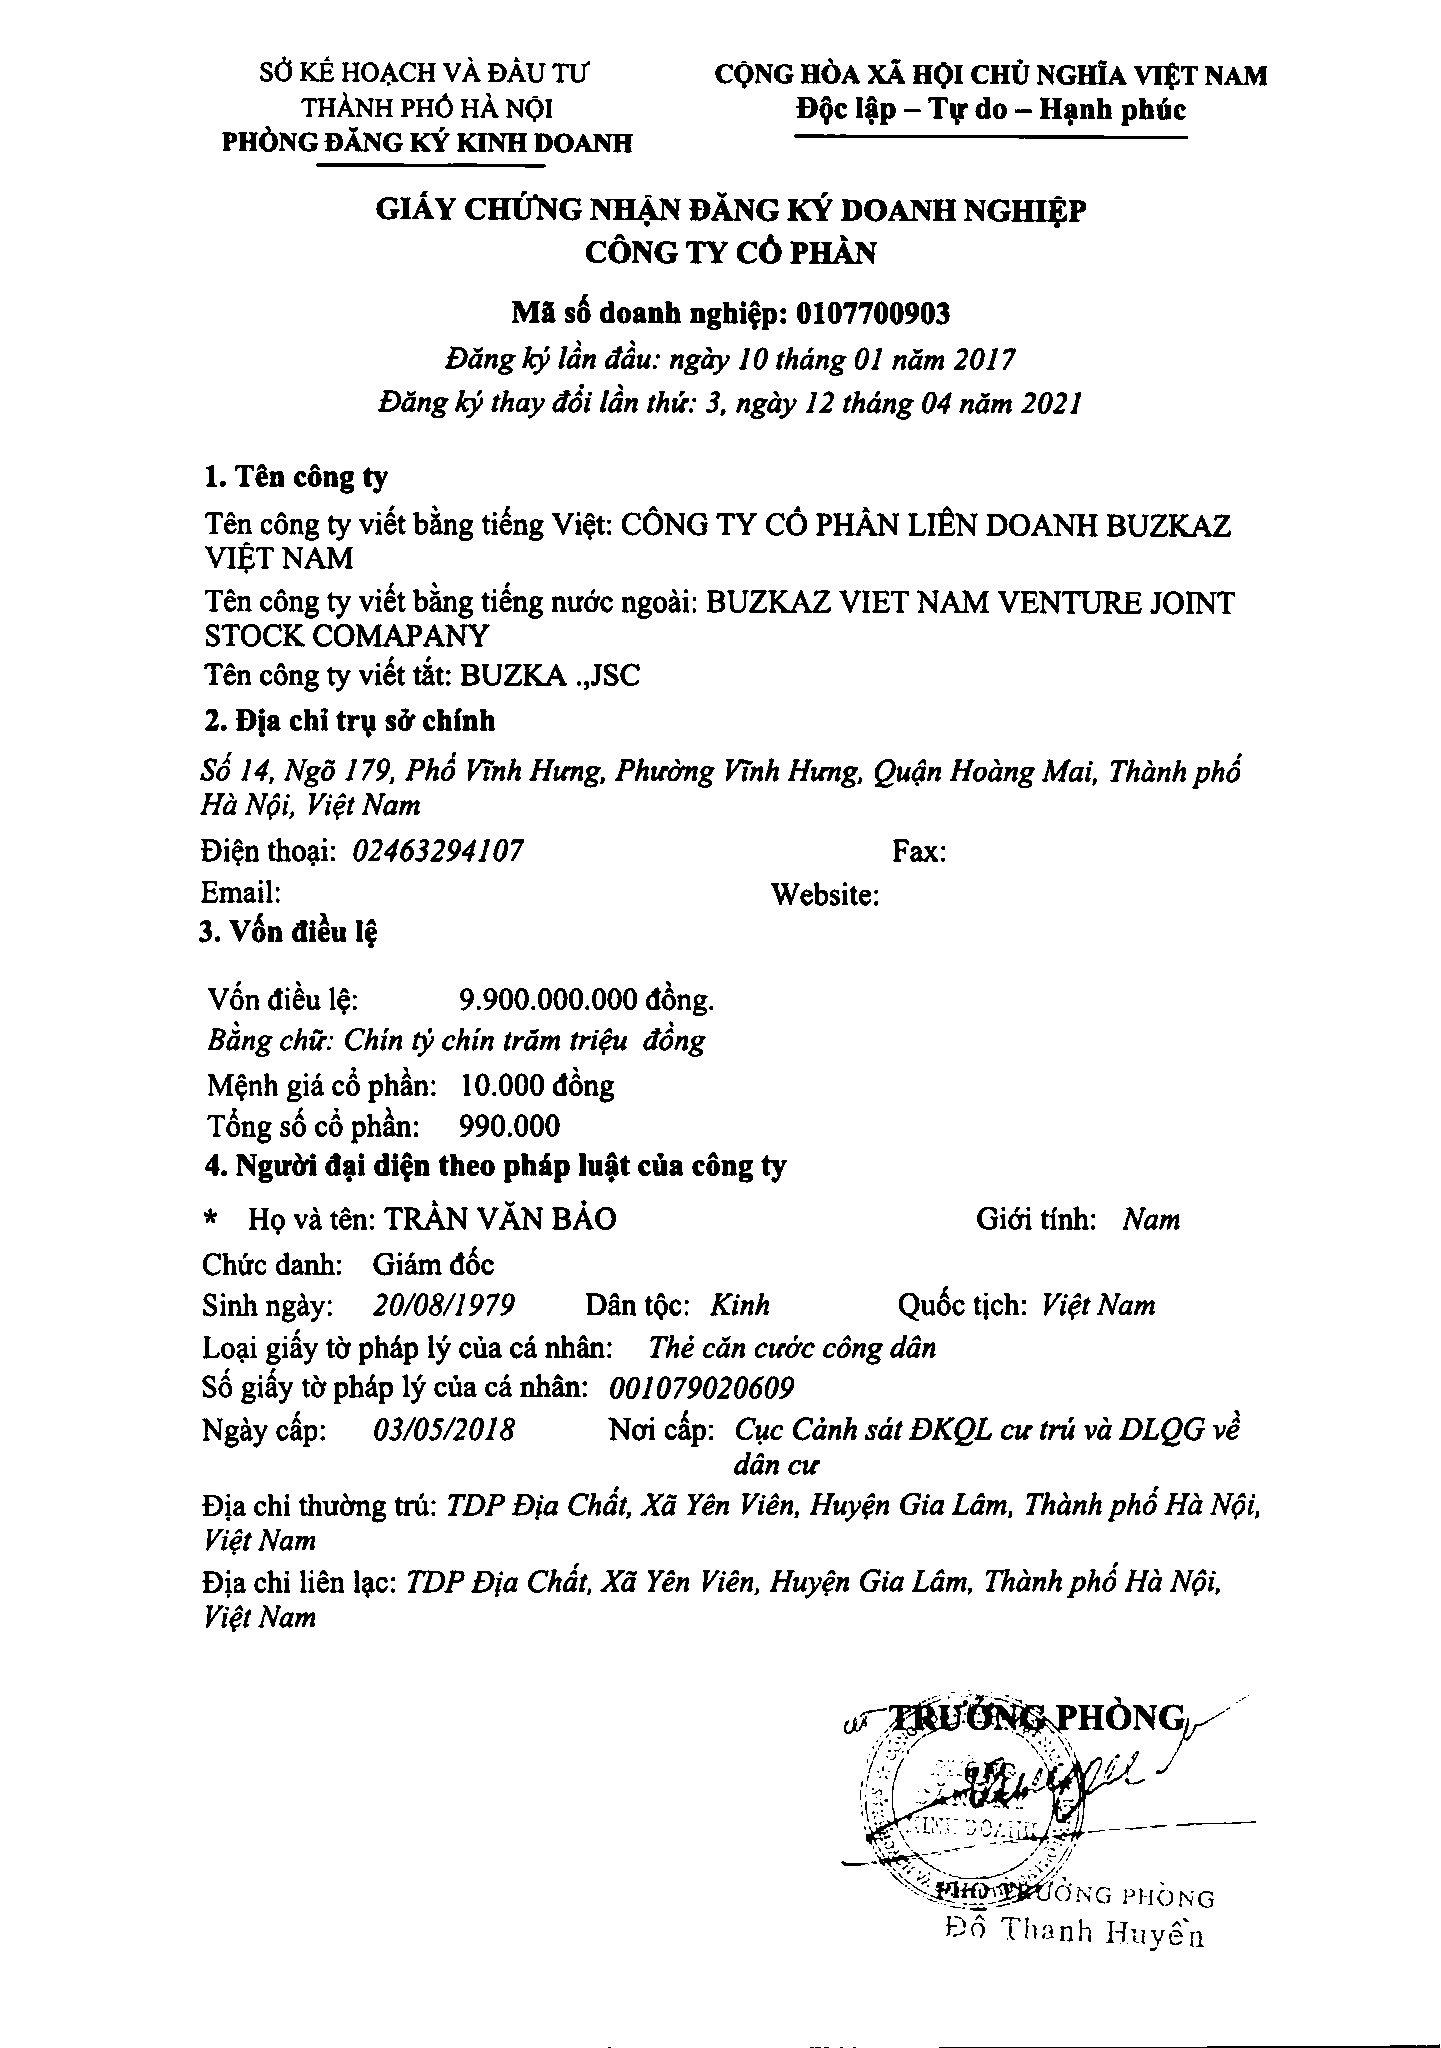 SỞ KẾ HOẠCH VÀ ĐẦU TƯ
THÀNH PHỐ HÀ NỘI
PHÒNG ĐĂNG KÝ KINH DOANH
CỘNG HÒA XÃ HỘI CHỦ NGHĨA VIỆT NAM
Độc lập – Tự do – Hạnh phúc
GIẤY CHỨNG NHẬN ĐĂNG KÝ DOANH NGHIỆP
CÔNG TY CỔ PHẦN
Mã số doanh nghiệp: 0107700903
Đăng ký lần đầu: ngày 10 tháng 01 năm 2017
Đăng ký thay đổi lần thứ: 3, ngày 12 tháng 04 năm 2021
1. Tên công ty
Tên công ty viết bằng tiếng Việt: CÔNG TY CỔ PHẦN LIÊN DOANH BUZKAZ
VIỆT NAM
Tên công ty viết bằng tiếng nước ngoài: BUZKAZ VIET NAM VENTURE JOINT
STOCK COMAPANY
Tên công ty viết tắt: BUZKA .,JSC
2. Địa chỉ trụ sở chính
Số 14, Ngõ 179, Phố Vĩnh Hưng, Phường Vĩnh Hưng, Quận Hoàng Mai, Thành phố
Hà Nội, Việt Nam
Điện thoại: 02463294107 Fax:
Email: Website:
3. Vốn điều lệ
Vốn điều lệ: 9.900.000.000 đồng.
Bằng chữ: Chín tỷ chín trăm triệu đồng
Mệnh giá cổ phần: 10.000 đồng
Tổng số cổ phần: 990.000
4. Người đại diện theo pháp luật của công ty
* Họ và tên: TRẦN VĂN BẢO Giới tính: Nam
Chức danh: Giám đốc
Sinh ngày: 20/08/1979 Dân tộc: Kinh Quốc tịch: Việt Nam
Loại giấy tờ pháp lý của cá nhân: Thẻ căn cước công dân
Số giấy tờ pháp lý của cá nhân: 001079020609
Ngày cấp: 03/05/2018 Nơi cấp: Cục Cảnh sát ĐKQL cư trú và DLQG về
dân cư
Địa chỉ thường trú: TDP Địa Chất, Xã Yên Viên, Huyện Gia Lâm, Thành phố Hà Nội,
Việt Nam
Địa chỉ liên lạc: TDP Địa Chất, Xã Yên Viên, Huyện Gia Lâm, Thành phố Hà Nội,
Việt Nam
TRƯỞNG PHÒNG
KINH DOANH
PHÓ TRƯỞNG PHÒNG
Đỗ Thanh Huyền